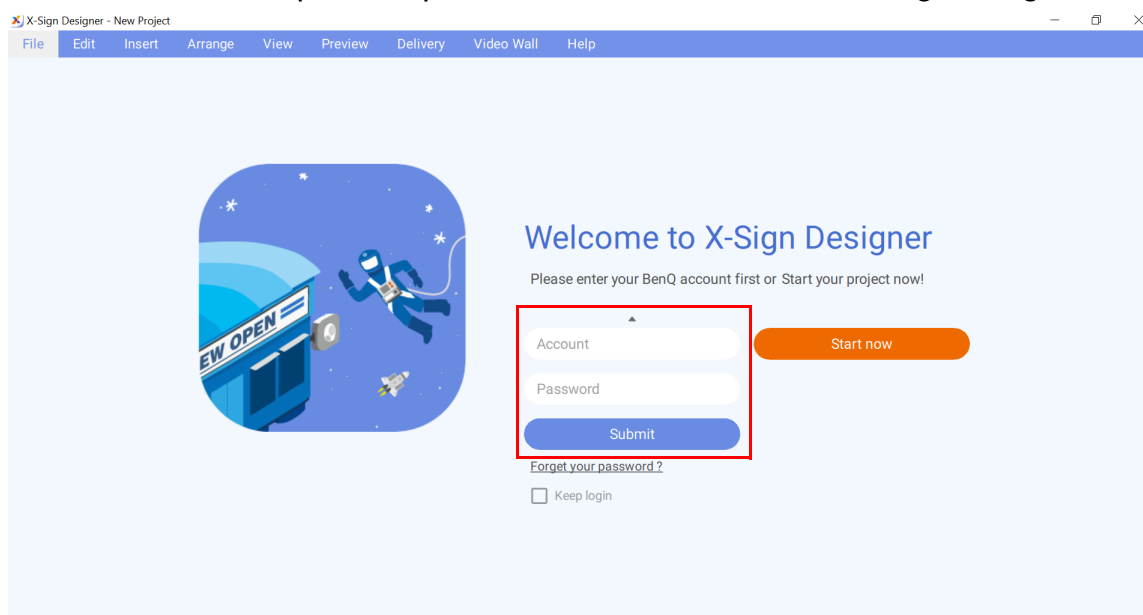 X-Sign Designer - New Project
File Edit Insert Arrange View Preview Delivery Video Wall Help
EW OPEN
Welcome to X-Sign Designer
Please enter your BenQ account first or Start your project now!
Account
Start now
Password
Submit
Forget your password ?
Keep login